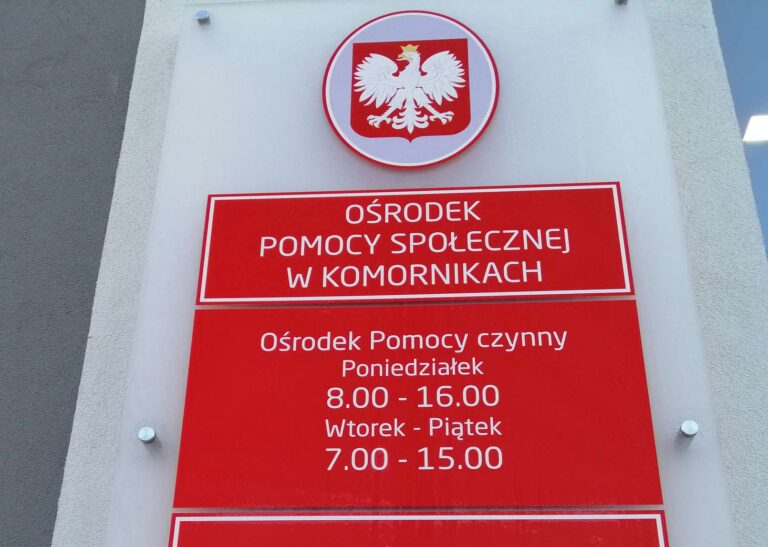 OŚRODEK
POMOCY SPOŁECZNEJ
W KOMORNIKACH
Ośrodek Pomocy czynny
Poniedziałek
8.00 - 16.00
Wtorek - Piątek
7.00 - 15.00